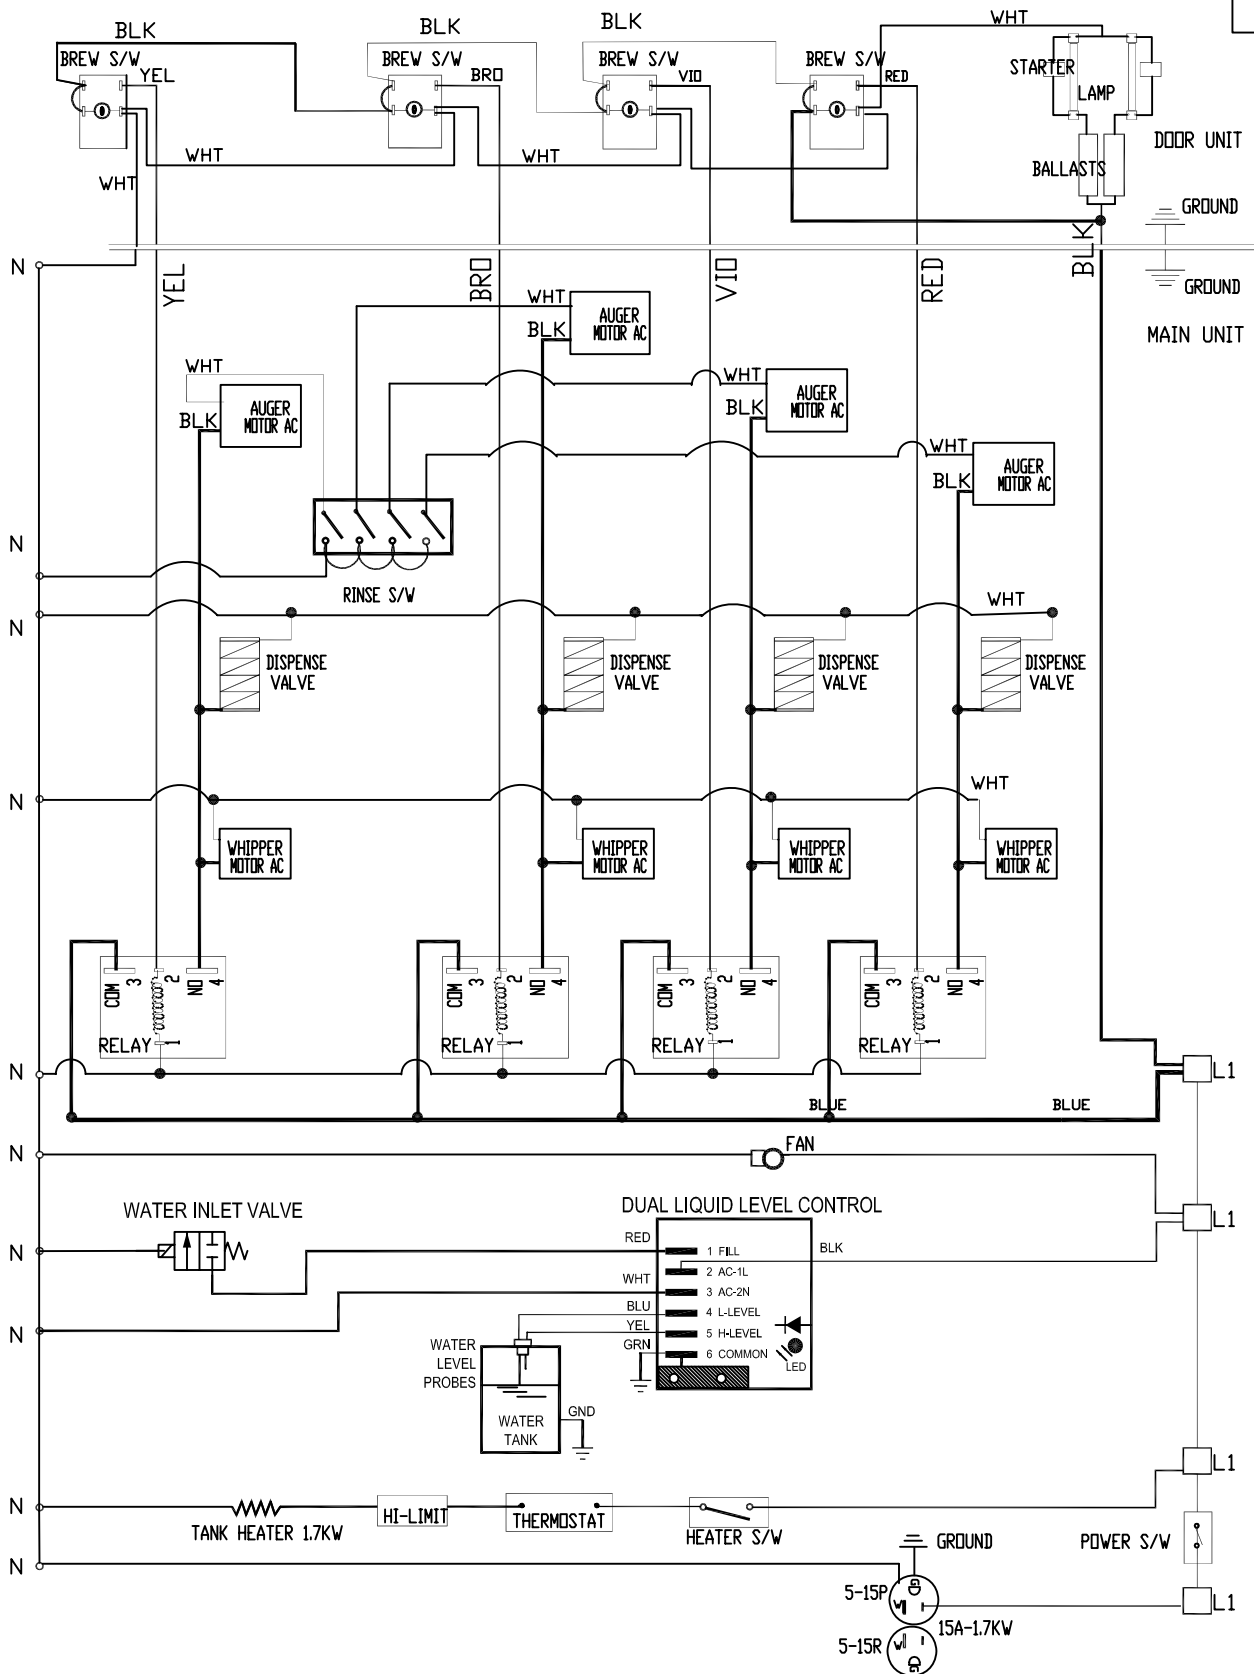 BLK
BLK
BLK
WHT
BREW S/W
BREW S/W
BREW S/W
BREW S/W
YEL
BRO
VIO
RED
STARTER
LAMP
DOOR UNIT
WHT
WHT
WHT
WHT
BALLASTS
GROUND
BLK
N
YEL
BRO
VIO
RED
GROUND
MAIN UNIT
WHT
BLK
AUGER
MOTOR AC
WHT
BLK
AUGER
MOTOR AC
WHT
BLK
AUGER
MOTOR AC
WHT
BLK
AUGER
MOTOR AC
N
RINSE S/W
N
WHT
DISPENSE
VALVE
DISPENSE
VALVE
DISPENSE
VALVE
DISPENSE
VALVE
N
WHT
WHIPPER
MOTOR AC
WHIPPER
MOTOR AC
WHIPPER
MOTOR AC
WHIPPER
MOTOR AC
COM 3 2 NO 4
RELAY 1
COM 3 2 NO 4
RELAY 1
COM 3 2 NO 4
RELAY 1
COM 3 2 NO 4
RELAY 1
N
L1
BLUE
BLUE
N
FAN
WATER INLET VALVE
DUAL LIQUID LEVEL CONTROL
L1
N
RED
1 FILL
BLK
2 AC-1L
WHT
3 AC-2N
BLU
4 L-LEVEL
N
YEL
5 H-LEVEL
GRN
6 COMMON
LED
WATER
LEVEL
PROBES
WATER
TANK
GND
L1
N
TANK HEATER 1.7KW
HI-LIMIT
THERMOSTAT
HEATER S/W
GROUND
POWER S/W
N
5-15P
GD
W
15A-1.7KW
L1
5-15R
W
GD